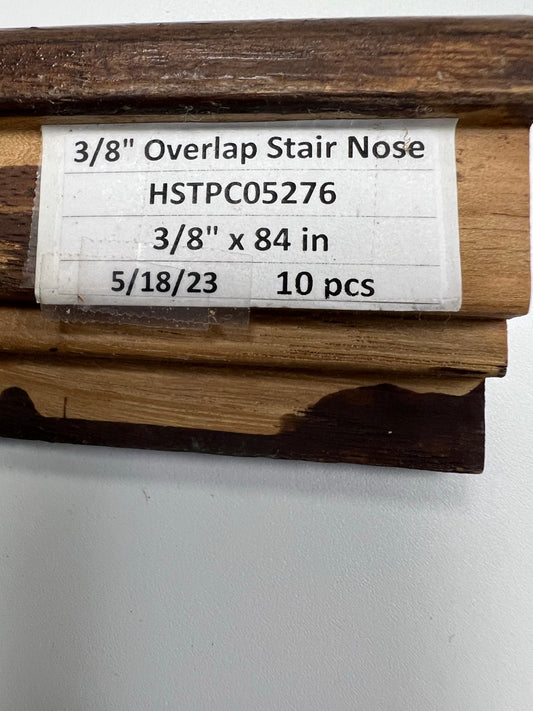 3/8" Overlap Stair Nose
HSTPC05276
3/8" x 84 in
5/18/23 10 pcs